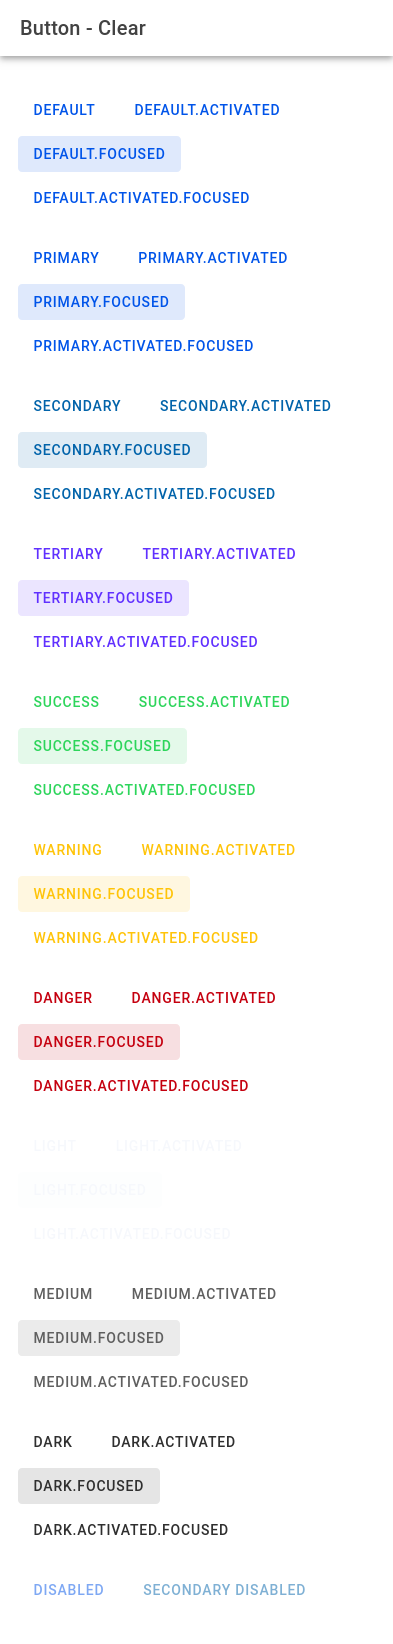 Button - Clear
DEFAULT DEFAULT.ACTIVATED
DEFAULT.FOCUSED
DEFAULT.ACTIVATED.FOCUSED
PRIMARY PRIMARY.ACTIVATED
PRIMARY.FOCUSED
PRIMARY.ACTIVATED.FOCUSED
SECONDARY SECONDARY.ACTIVATED
SECONDARY.FOCUSED
SECONDARY.ACTIVATED.FOCUSED
TERTIARY TERTIARY.ACTIVATED
TERTIARY.FOCUSED
TERTIARY.ACTIVATED.FOCUSED
SUCCESS SUCCESS.ACTIVATED
SUCCESS.FOCUSED
SUCCESS.ACTIVATED.FOCUSED
WARNING WARNING.ACTIVATED
WARNING.FOCUSED
WARNING.ACTIVATED.FOCUSED
DANGER DANGER.ACTIVATED
DANGER.FOCUSED
DANGER.ACTIVATED.FOCUSED
LIGHT LIGHT.ACTIVATED
LIGHT.FOCUSED
LIGHT.ACTIVATED.FOCUSED
MEDIUM MEDIUM.ACTIVATED
MEDIUM.FOCUSED
MEDIUM.ACTIVATED.FOCUSED
DARK DARK.ACTIVATED
DARK.FOCUSED
DARK.ACTIVATED.FOCUSED
DISABLED SECONDARY DISABLED